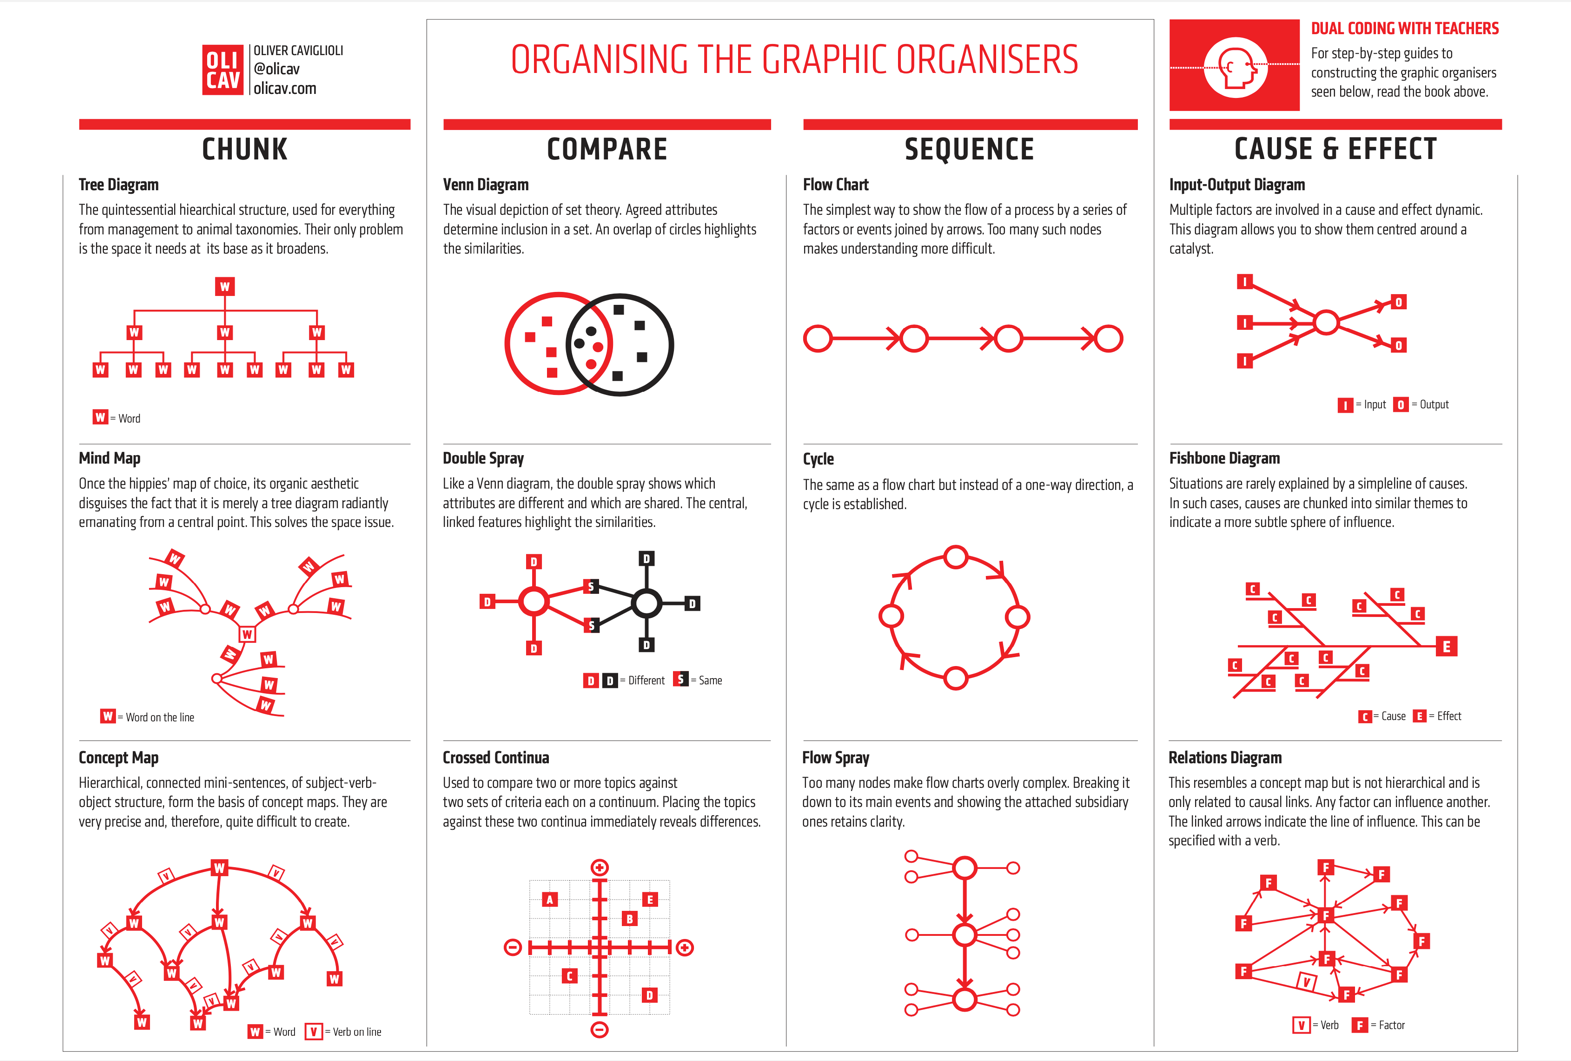 OLI
CAV
OLIVER CAVIGLIOLI
@olicav
olicav.com
ORGANISING THE GRAPHIC ORGANISERS
DUAL CODING WITH TEACHERS
For step-by-step guides to
constructing the graphic organisers
seen below, read the book above.
CHUNK
Tree Diagram
The quintessential hiearchical structure, used for everything
from management to animal taxonomies. Their only problem
is the space it needs at  its base as it broadens.
W
W W W
W W W W W W W W W
W = Word
Mind Map
Once the hippies' map of choice, its organic aesthetic
disguises the fact that it is merely a tree diagram radiantly
emanating from a central point. This solves the space issue.
W W
W W
W W W W
W
W W
W
W
W = Word on the line
Concept Map
Hierarchical, connected mini-sentences, of subject-verb-
object structure, form the basis of concept maps. They are
very precise and, therefore, quite difficult to create.
V W V
W W W
V V V V
W W V W W
V V V W
W W
W = Word V = Verb on line
COMPARE
Venn Diagram
The visual depiction of set theory. Agreed attributes
determine inclusion in a set. An overlap of circles highlights
the similarities.
Double Spray
Like a Venn diagram, the double spray shows which
attributes are different and which are shared. The central,
linked features highlight the similarities.
D D
S
D D
S
D D
D D = Different S = Same
Crossed Continua
Used to compare two or more topics against
two sets of criteria each on a continuum. Placing the topics
against these two continua immediately reveals differences.
+
A E
B
− +
C
D
−
SEQUENCE
Flow Chart
The simplest way to show the flow of a process by a series of
factors or events joined by arrows. Too many such nodes
makes understanding more difficult.
Cycle
The same as a flow chart but instead of a one-way direction, a
cycle is established.
Flow Spray
Too many nodes make flow charts overly complex. Breaking it
down to its main events and showing the attached subsidiary
ones retains clarity.
CAUSE & EFFECT
Input-Output Diagram
Multiple factors are involved in a cause and effect dynamic.
This diagram allows you to show them centred around a
catalyst.
I
O
I
O
I
I = Input O = Output
Fishbone Diagram
Situations are rarely explained by a simpleline of causes.
In such cases, causes are chunked into similar themes to
indicate a more subtle sphere of influence.
C C C C
C C
E
C C C
C C C
C = Cause E = Effect
Relations Diagram
This resembles a concept map but is not hierarchical and is
only related to causal links. Any factor can influence another.
The linked arrows indicate the line of influence. This can be
specified with a verb.
F F F
F F F
F
F F F
V F
V = Verb F = Factor